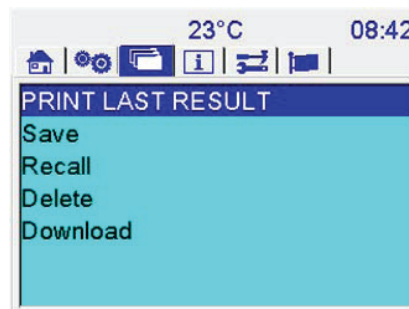 23°C 08:42
i
PRINT LAST RESULT
Save
Recall
Delete
Download